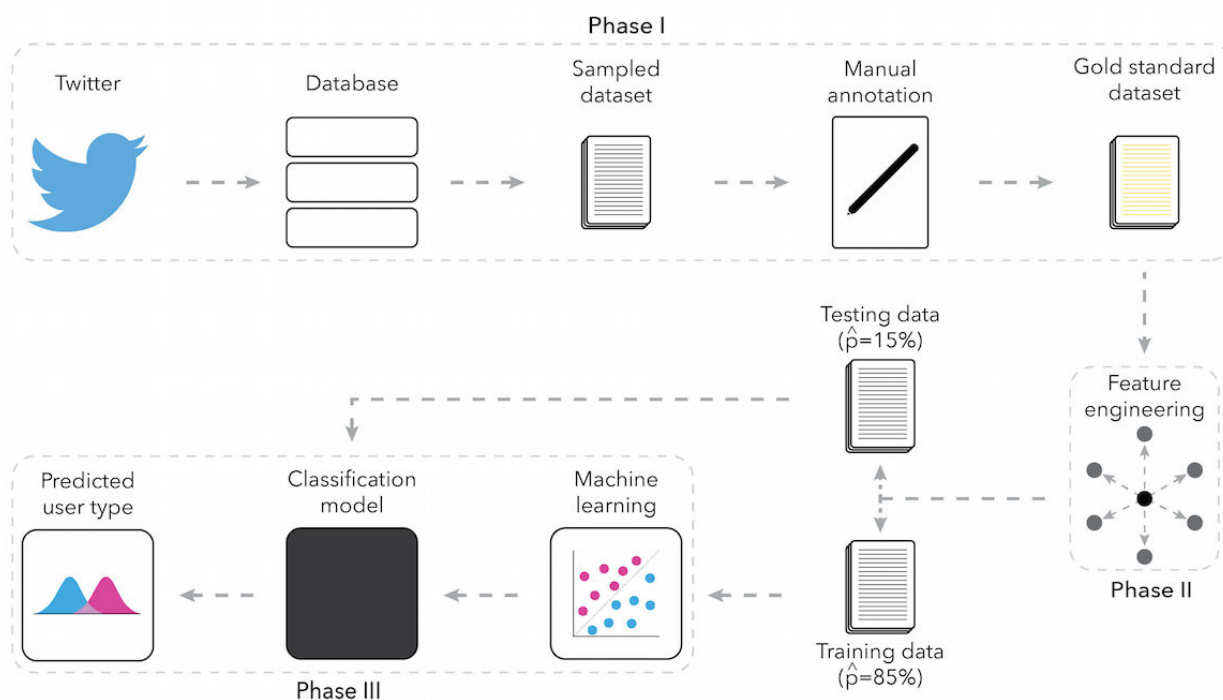 Phase I
Twitter
Database
Sampled
dataset
Manual
annotation
Gold standard
dataset
Testing data
(p̂=15%)
Feature
engineering
Phase II
Predicted
user type
Classification
model
Machine
learning
Training data
(p̂=85%)
Phase III